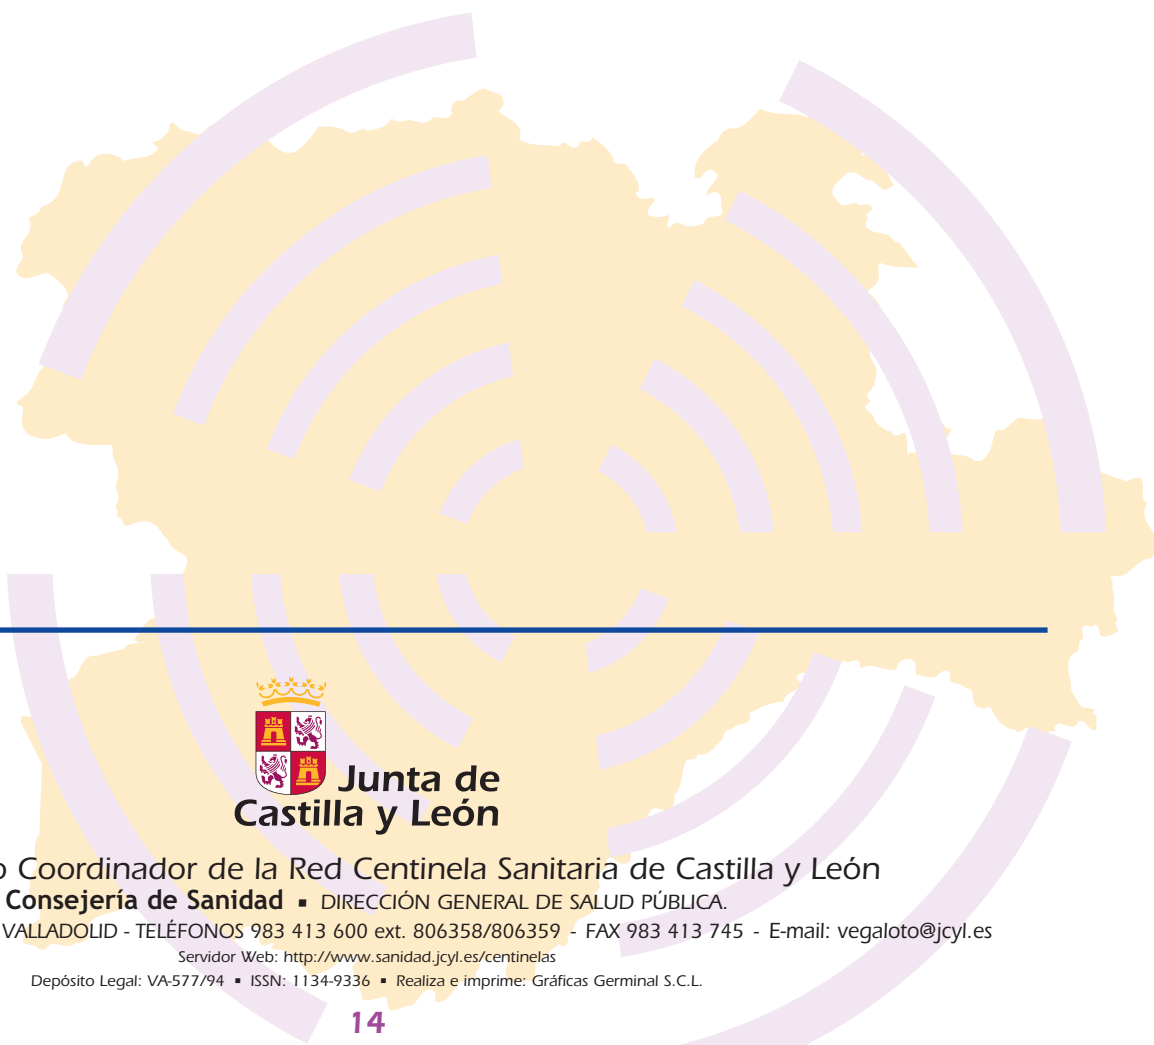 Junta de
Castilla y León
Coordinador de la Red Centinela Sanitaria de Castilla y León
Consejería de Sanidad ▪ DIRECCIÓN GENERAL DE SALUD PÚBLICA.
VALLADOLID - TELÉFONOS 983 413 600 ext. 806358/806359 - FAX 983 413 745 - E-mail: vegaloto@jcyl.es
Servidor Web: http://www.sanidad.jcyl.es/centinelas
Depósito Legal: VA-577/94 ▪ ISSN: 1134-9336 ▪ Realiza e imprime: Gráficas Germinal S.C.L.
14